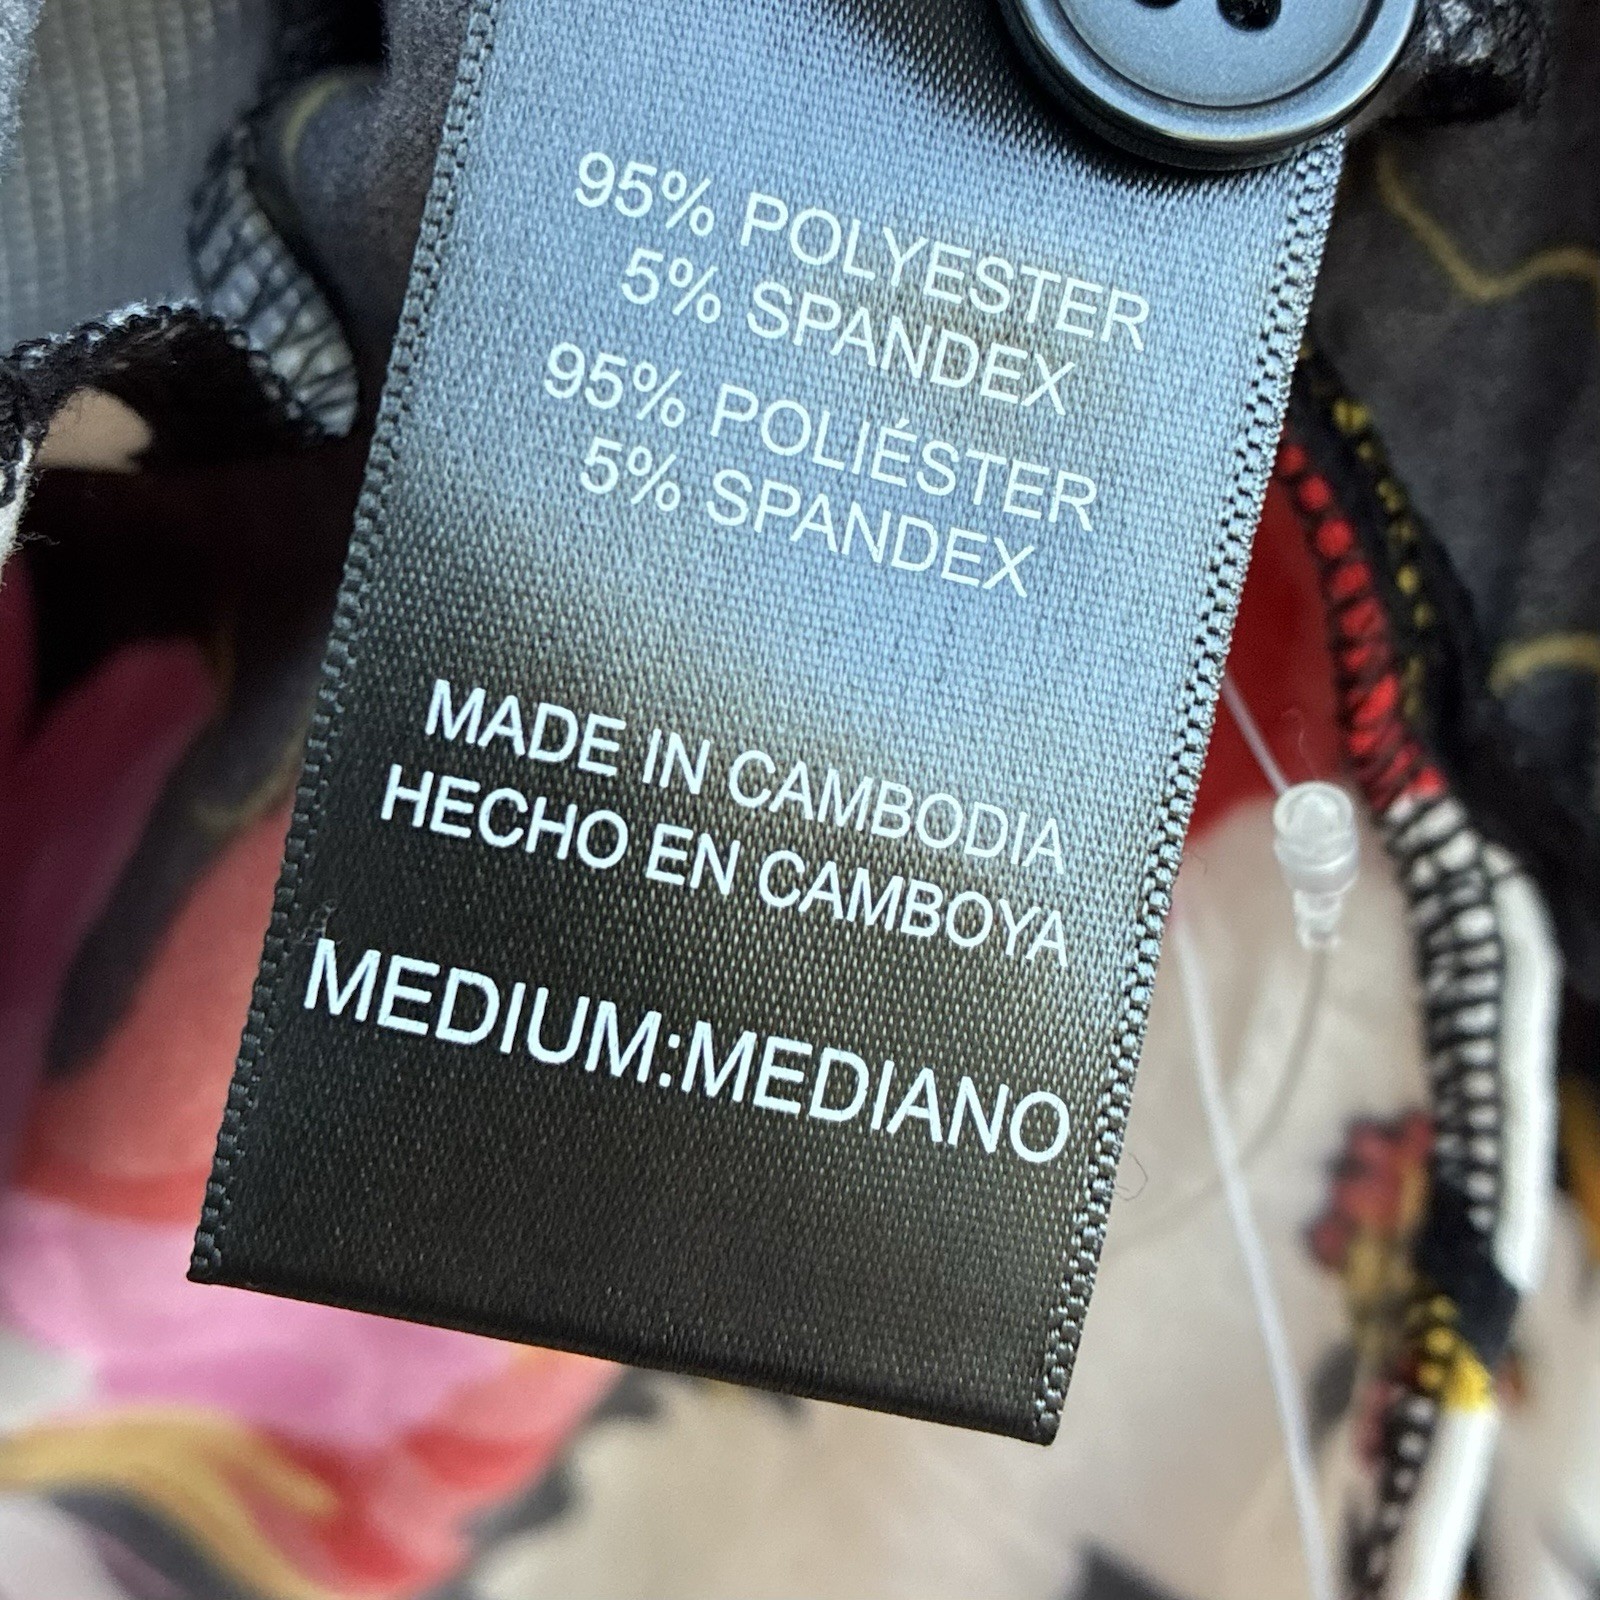 95% POLYESTER
5% SPANDEX
95% POLIÉSTER
5% SPANDEX
MADE IN CAMBODIA
HECHO EN CAMBOYA
MEDIUM:MEDIANO